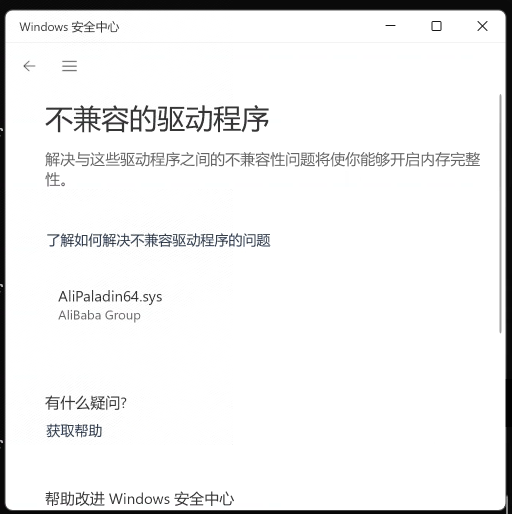 Windows 安全中心
不兼容的驱动程序
解决与这些驱动程序之间的不兼容性问题将使你能够开启内存完整
性。
了解如何解决不兼容驱动程序的问题
AliPaladin64.sys
AliBaba Group
有什么疑问?
获取帮助
帮助改进 Windows 安全中心